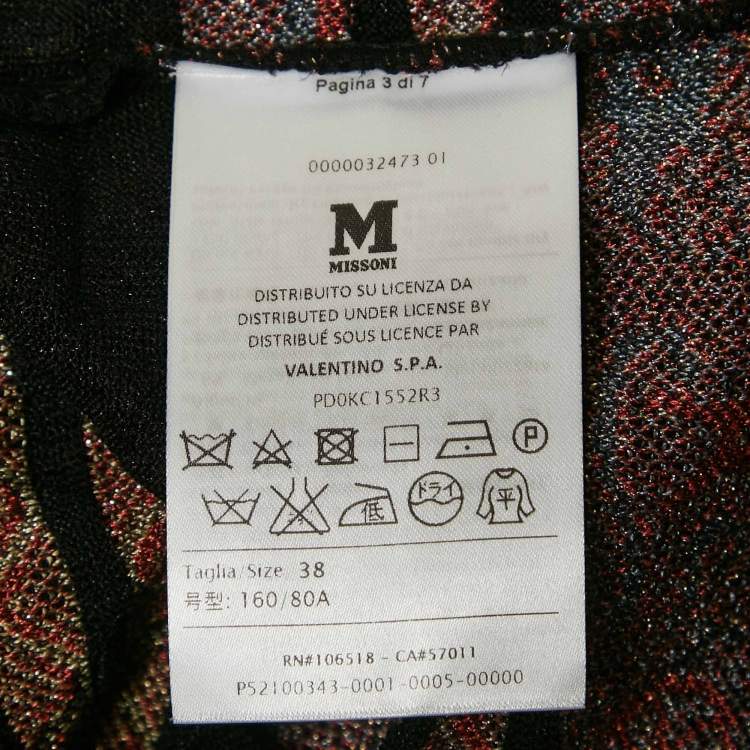 Pagina 3 di 7
0000032473 01
M
MISSONI
DISTRIBUITO SU LICENZA DA
DISTRIBUTED UNDER LICENSE BY
DISTRIBUÉ SOUS LICENCE PAR
VALENTINO S.P.A.
PD0KC1552R3
P
低 ドライ 平
Taglia/Size 38
号型: 160/80A
RN#106518 - CA#57011
P52100343-0001-0005-00000